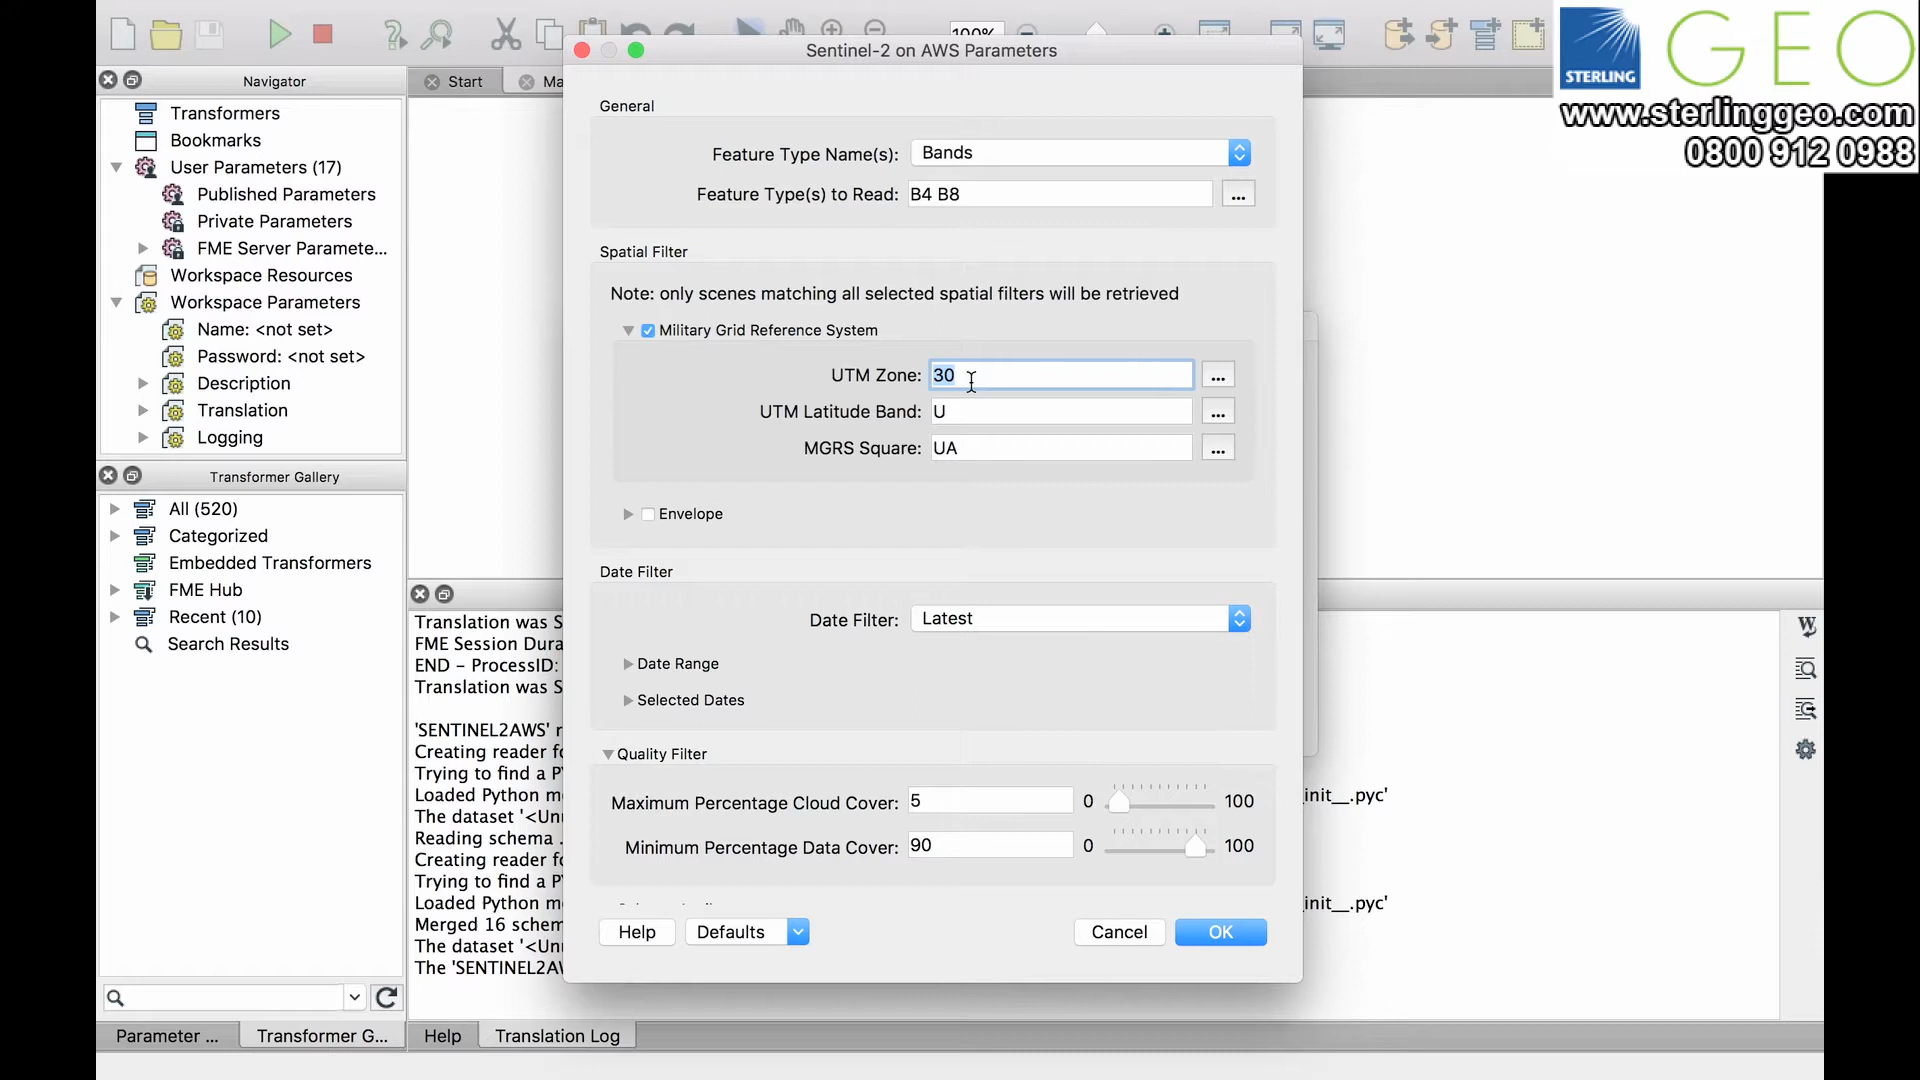 100%
Sentinel-2 on AWS Parameters
STERLING
GEO
www.sterlinggeo.com
0800 912 0988
Navigator
Start
Ma
Transformers
Bookmarks
User Parameters (17)
Published Parameters
Private Parameters
FME Server Paramete...
Workspace Resources
Workspace Parameters
Name: <not set>
Password: <not set>
Description
Translation
Logging
Transformer Gallery
All (520)
Categorized
Embedded Transformers
FME Hub
Recent (10)
Search Results
Parameter ...
Transformer G...
General
Feature Type Name(s): Bands
Feature Type(s) to Read: B4 B8 ...
Spatial Filter
Note: only scenes matching all selected spatial filters will be retrieved
Military Grid Reference System
UTM Zone: 30 ...
UTM Latitude Band: U ...
MGRS Square: UA ...
Envelope
Date Filter
Date Filter: Latest
Date Range
Selected Dates
Quality Filter
Maximum Percentage Cloud Cover: 5 0 100
Minimum Percentage Data Cover: 90 0 100
Help Defaults Cancel OK
Translation was S
FME Session Dura
END - ProcessID:
Translation was S
'SENTINEL2AWS' r
Creating reader fo
Trying to find a P
Loaded Python m init__.pyc'
The dataset '<Un
Reading schema .
Creating reader fo
Trying to find a P
Loaded Python m init__.pyc'
Merged 16 schem
The dataset '<Un
The 'SENTINEL2A
Help
Translation Log